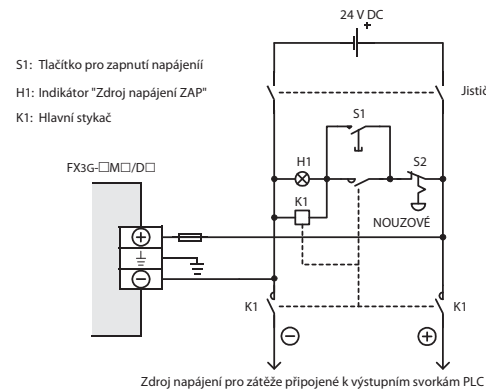 24 V DC
+
S1: Tlačítko pro zapnutí napájeníí
Jistič
H1: Indikátor "Zdroj napájení ZAP"
S1
K1: Hlavní stykač
H1
S2
FX3G-□M□/D□
K1
NOUZOVÉ
+
−
K1
K1
−
+
Zdroj napájení pro zátěže připojené k výstupním svorkám PLC